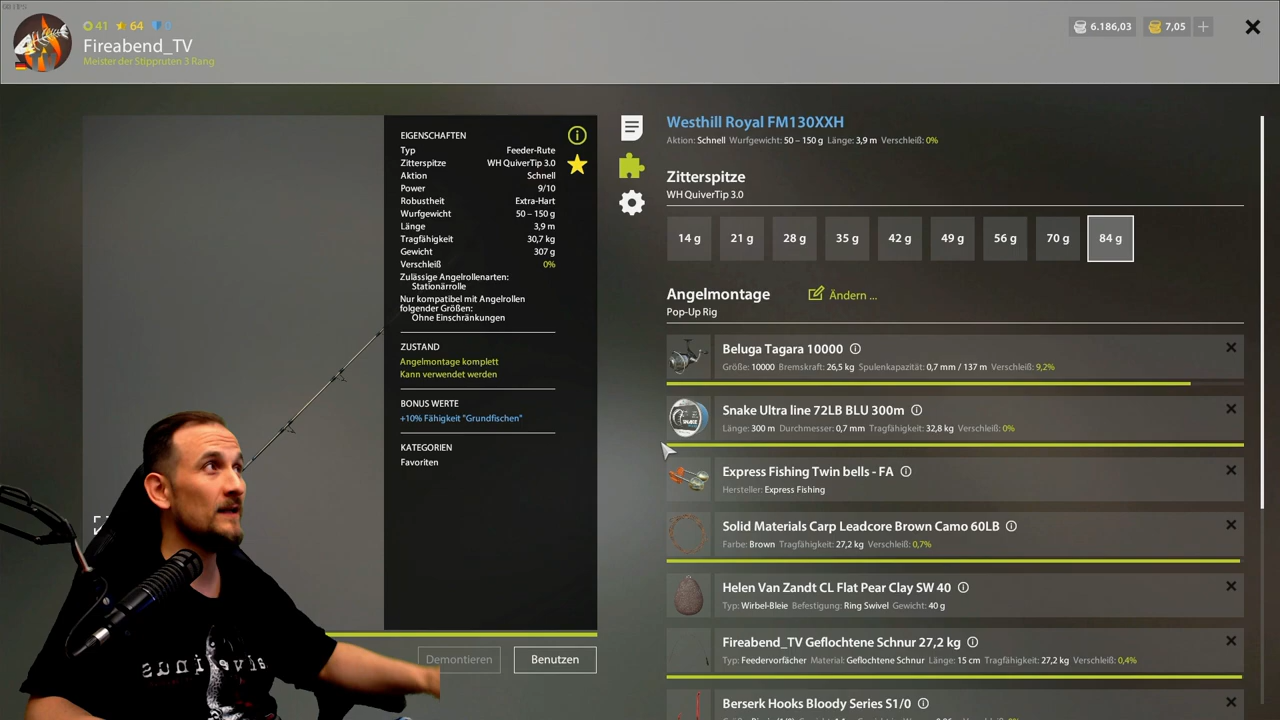 41 64 0
Fireabend_TV
Meister der Stippruten 3 Rang
6.186,03
7,05
EIGENSCHAFTEN
Typ Feeder-Rute
Zitterspitze WH QuiverTip 3.0
Aktion Schnell
Power 9/10
Robustheit Extra-Hart
Wurfgewicht 50 – 150 g
Länge 3,9 m
Tragfähigkeit 30,7 kg
Gewicht 307 g
Verschleiß 0%
Zulässige Angelrollenarten:
Stationärrolle
Nur kompatibel mit Angelrollen
folgender Größen:
Ohne Einschränkungen
ZUSTAND
Angelmontage komplett
Kann verwendet werden
BONUS WERTE
+10% Fähigkeit "Grundfischen"
KATEGORIEN
Favoriten
Demontieren
Benutzen
Westhill Royal FM130XXH
Aktion: Schnell Wurfgewicht: 50 – 150 g Länge: 3,9 m Verschleiß: 0%
Zitterspitze
WH QuiverTip 3.0
14 g 21 g 28 g 35 g 42 g 49 g 56 g 70 g 84 g
Angelmontage Ändern ...
Pop-Up Rig
Beluga Tagara 10000
Größe: 10000 Bremskraft: 26,5 kg Spulenkapazität: 0,7 mm / 137 m Verschleiß: 9,2%
Snake Ultra line 72LB BLU 300m
Länge: 300 m Durchmesser: 0,7 mm Tragfähigkeit: 32,8 kg Verschleiß: 0%
Express Fishing Twin bells - FA
Hersteller: Express Fishing
Solid Materials Carp Leadcore Brown Camo 60LB
Farbe: Brown Tragfähigkeit: 27,2 kg Verschleiß: 0,7%
Helen Van Zandt CL Flat Pear Clay SW 40
Typ: Wirbel-Bleie Befestigung: Ring Swivel Gewicht: 40 g
Fireabend_TV Geflochtene Schnur 27,2 kg
Typ: Feedervorfächer Material: Geflochtene Schnur Länge: 15 cm Tragfähigkeit: 27,2 kg Verschleiß: 0,4%
Berserk Hooks Bloody Series S1/0